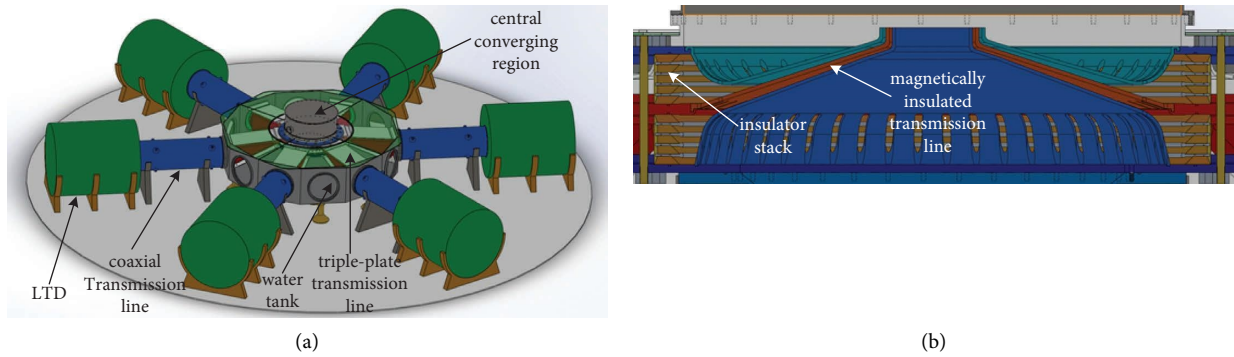 central
converging
region
LTD
coaxial
Transmission
line
water
tank
triple-plate
transmission
line
(a)
magnetically
insulated
transmission
line
insulator
stack
(b)